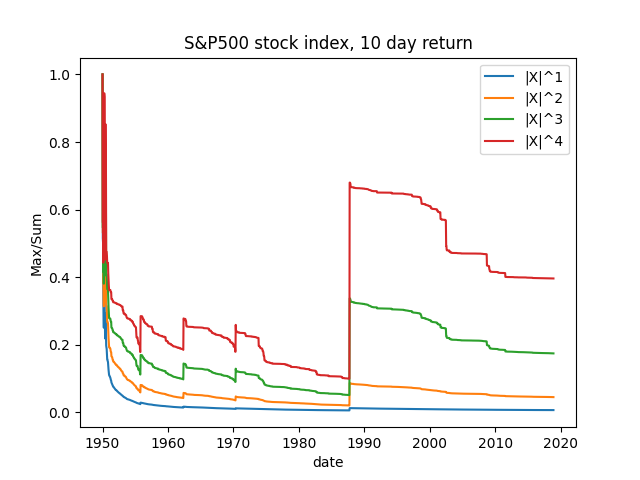 S&P500 stock index, 10 day return
|X|^1
|X|^2
|X|^3
|X|^4
Max/Sum
1.0
0.8
0.6
0.4
0.2
0.0
1950 1960 1970 1980 1990 2000 2010 2020
date